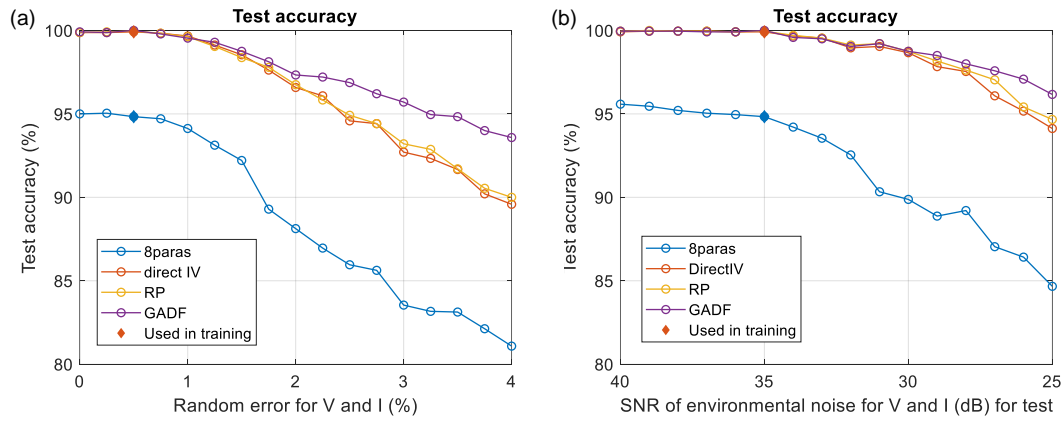 (a)
Test accuracy
Test accuracy (%)
100
95
90
85
80
0
1
2
3
4
Random error for V and I (%)
8paras
direct IV
RP
GADF
Used in training
(b)
Test accuracy
Test accuracy (%)
100
95
90
85
80
40
35
30
25
SNR of environmental noise for V and I (dB) for test
8paras
DirectIV
RP
GADF
Used in training